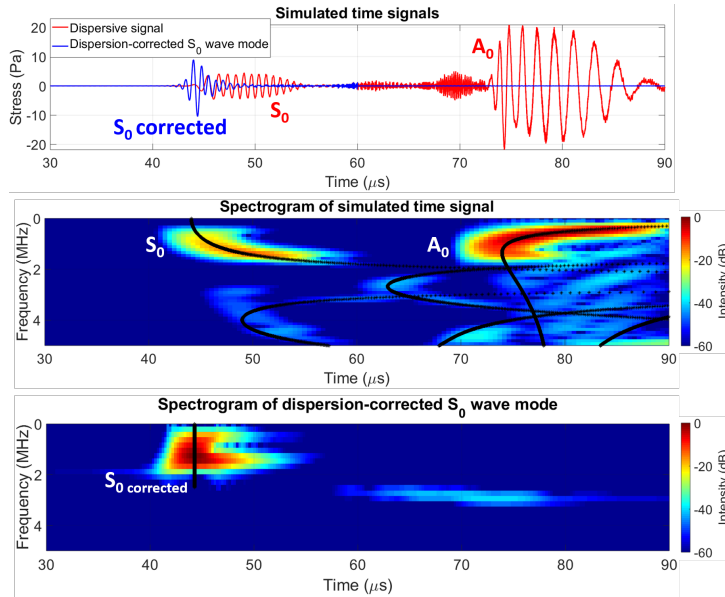 Simulated time signals
Dispersive signal
Dispersion-corrected S0 wave mode
Stress (Pa)
20
10
0
-10
-20
A0
S0
S0 corrected
30 40 50 60 70 80 90
Time (μs)
Spectrogram of simulated time signal
Frequency (MHz)
0
2
4
S0
A0
30 40 50 60 70 80 90
Time (μs)
0
-20
-40
-60
Intensity (dB)
Spectrogram of dispersion-corrected S0 wave mode
Frequency (MHz)
0
2
4
S0 corrected
30 40 50 60 70 80 90
Time (μs)
0
-20
-40
-60
Intensity (dB)